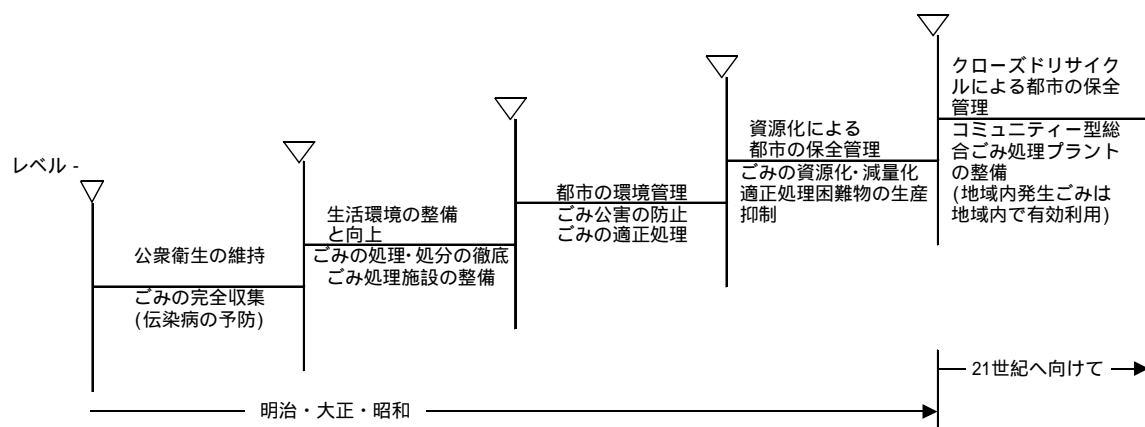 レベル -
公衆衛生の維持
ごみの完全収集
(伝染病の予防)
生活環境の整備
と向上
ごみの処理・処分の徹底
ごみ処理施設の整備
都市の環境管理
ごみ公害の防止
ごみの適正処理
資源化による
都市の保全管理
ごみの資源化・減量化
適正処理困難物の生産
抑制
クローズドリサイク
ルによる都市の保全
管理
コミュニティー型総
合ごみ処理プラント
の整備
(地域内発生ごみは
地域内で有効利用)
21世紀へ向けて
明治・大正・昭和